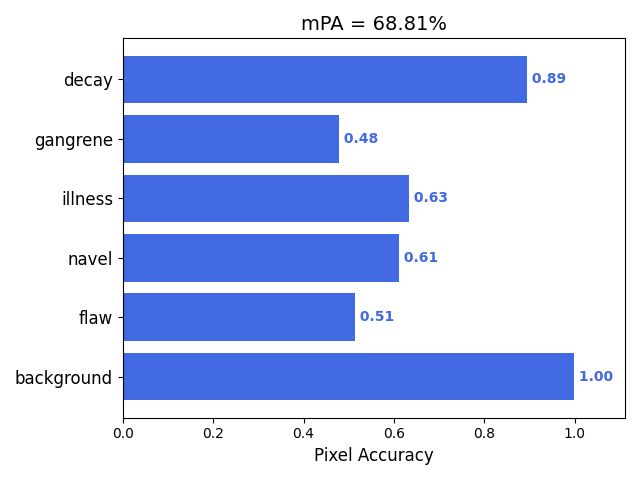 mPA = 68.81%
decay 0.89
gangrene 0.48
illness 0.63
navel 0.61
flaw 0.51
background 1.00
0.0 0.2 0.4 0.6 0.8 1.0
Pixel Accuracy